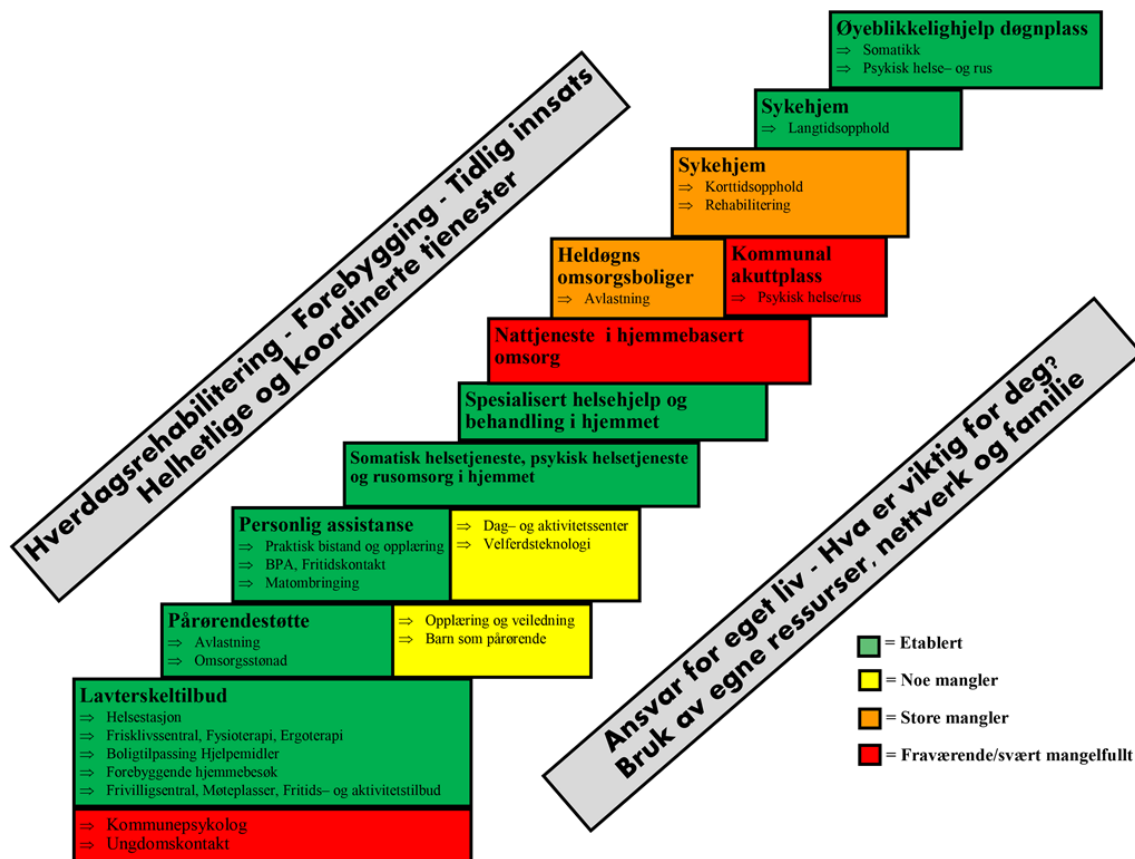 Øyeblikkelighjelp døgnplass
⇒ Somatikk
⇒ Psykisk helse– og rus
Sykehjem
⇒ Langtidsopphold
Sykehjem
⇒ Korttidsopphold
⇒ Rehabilitering
Heldøgns
omsorgsboliger
⇒ Avlastning
Kommunal
akuttplass
⇒ Psykisk helse/rus
Nattjeneste i hjemmebasert
omsorg
Spesialisert helsehjelp og
behandling i hjemmet
Somatisk helsetjeneste, psykisk helsetjeneste
og rusomsorg i hjemmet
Personlig assistanse
⇒ Praktisk bistand og opplæring
⇒ BPA, Fritidskontakt
⇒ Matombringing
⇒ Dag– og aktivitetssenter
⇒ Velferdsteknologi
Pårørendestøtte
⇒ Avlastning
⇒ Omsorgsstønad
⇒ Opplæring og veiledning
⇒ Barn som pårørende
Lavterskeltilbud
⇒ Helsestasjon
⇒ Frisklivssentral, Fysioterapi, Ergoterapi
⇒ Boligtilpassing Hjelpemidler
⇒ Forebyggende hjemmebesøk
⇒ Frivilligsentral, Møteplasser, Fritids– og aktivitetstilbud
⇒ Kommunepsykolog
⇒ Ungdomskontakt
Hverdagsrehabilitering - Forebygging - Tidlig innsats
Helhetlige og koordinerte tjenester
Ansvar for eget liv - Hva er viktig for deg?
Bruk av egne ressurser, nettverk og familie
= Etablert
= Noe mangler
= Store mangler
= Fraværende/svært mangelfullt